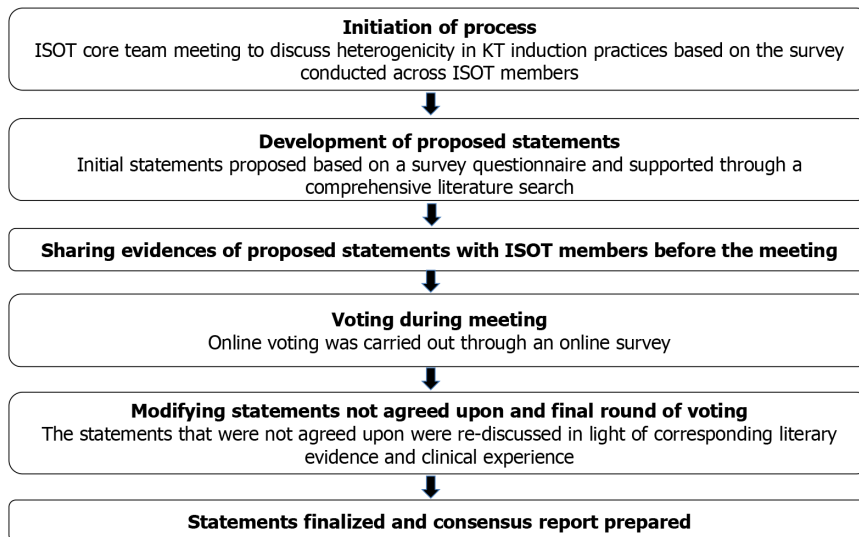 Initiation of process
ISOT core team meeting to discuss heterogenicity in KT induction practices based on the survey
conducted across ISOT members
Development of proposed statements
Initial statements proposed based on a survey questionnaire and supported through a
comprehensive literature search
Sharing evidences of proposed statements with ISOT members before the meeting
Voting during meeting
Online voting was carried out through an online survey
Modifying statements not agreed upon and final round of voting
The statements that were not agreed upon were re-discussed in light of corresponding literary
evidence and clinical experience
Statements finalized and consensus report prepared